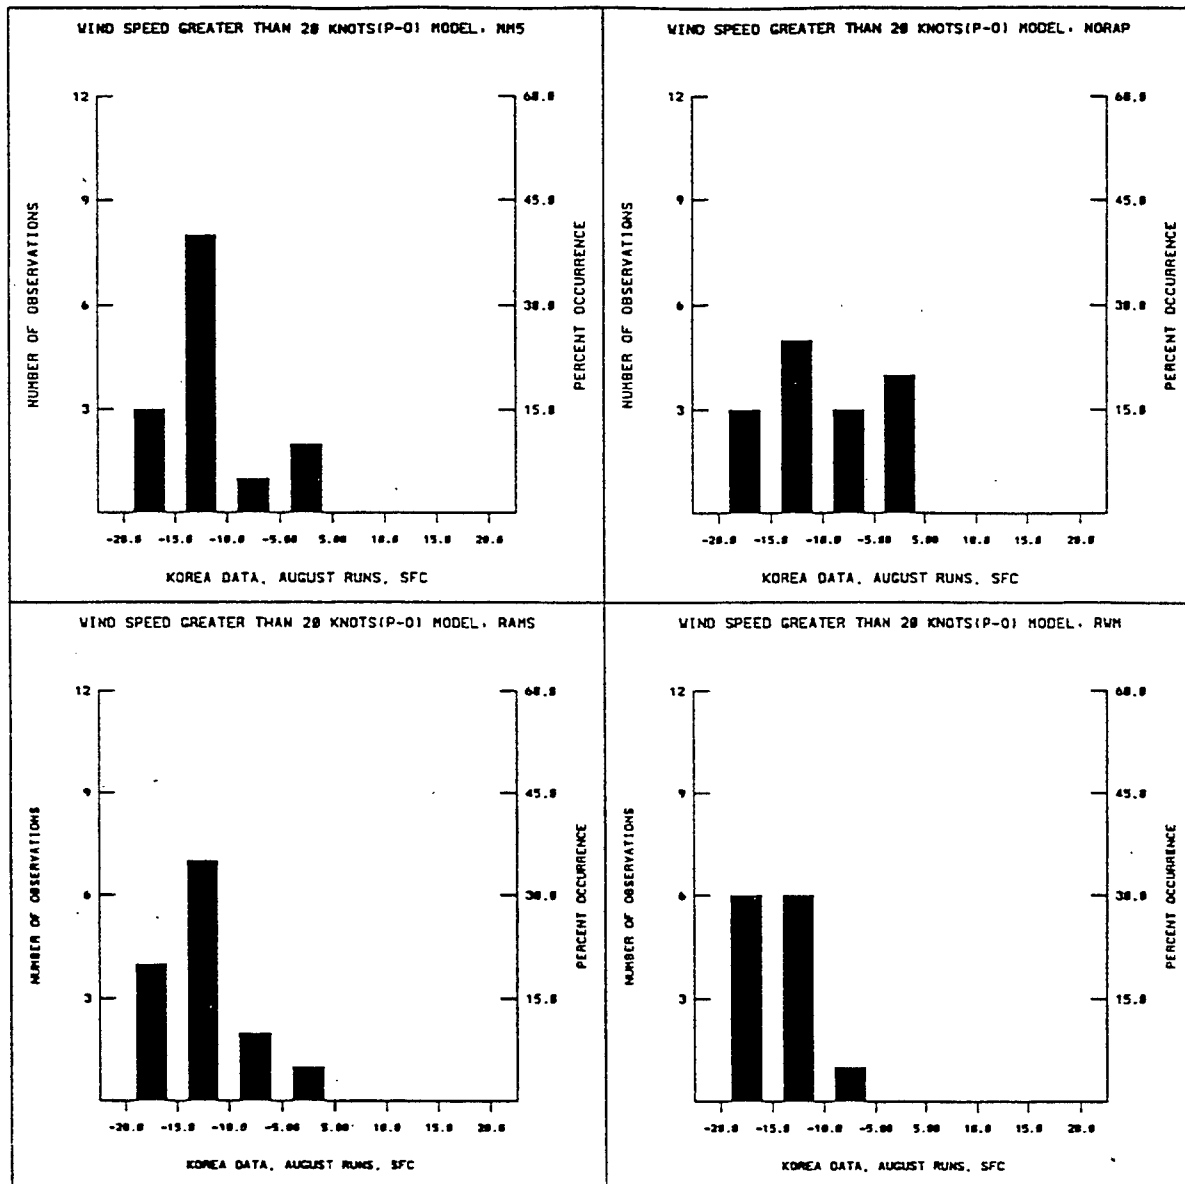 WIND SPEED GREATER THAN 20 KNOTS(P-O) MODEL. MM5
12
9
6
3
60.0
45.0
30.0
15.0
NUMBER OF OBSERVATIONS
PERCENT OCCURRENCE
-20.0 -15.0 -10.0 -5.00 5.00 10.0 15.0 20.0
KOREA DATA, AUGUST RUNS, SFC
WIND SPEED GREATER THAN 20 KNOTS(P-O) MODEL. NORAP
12
9
6
3
60.0
45.0
30.0
15.0
NUMBER OF OBSERVATIONS
PERCENT OCCURRENCE
-20.0 -15.0 -10.0 -5.00 5.00 10.0 15.0 20.0
KOREA DATA, AUGUST RUNS, SFC
WIND SPEED GREATER THAN 20 KNOTS(P-O) MODEL. RAMS
12
9
6
3
60.0
45.0
30.0
15.0
NUMBER OF OBSERVATIONS
PERCENT OCCURRENCE
-20.0 -15.0 -10.0 -5.00 5.00 10.0 15.0 20.0
KOREA DATA, AUGUST RUNS, SFC
WIND SPEED GREATER THAN 20 KNOTS(P-O) MODEL. RWM
12
9
6
3
60.0
45.0
30.0
15.0
NUMBER OF OBSERVATIONS
PERCENT OCCURRENCE
-20.0 -15.0 -10.0 -5.00 5.00 10.0 15.0 20.0
KOREA DATA, AUGUST RUNS, SFC